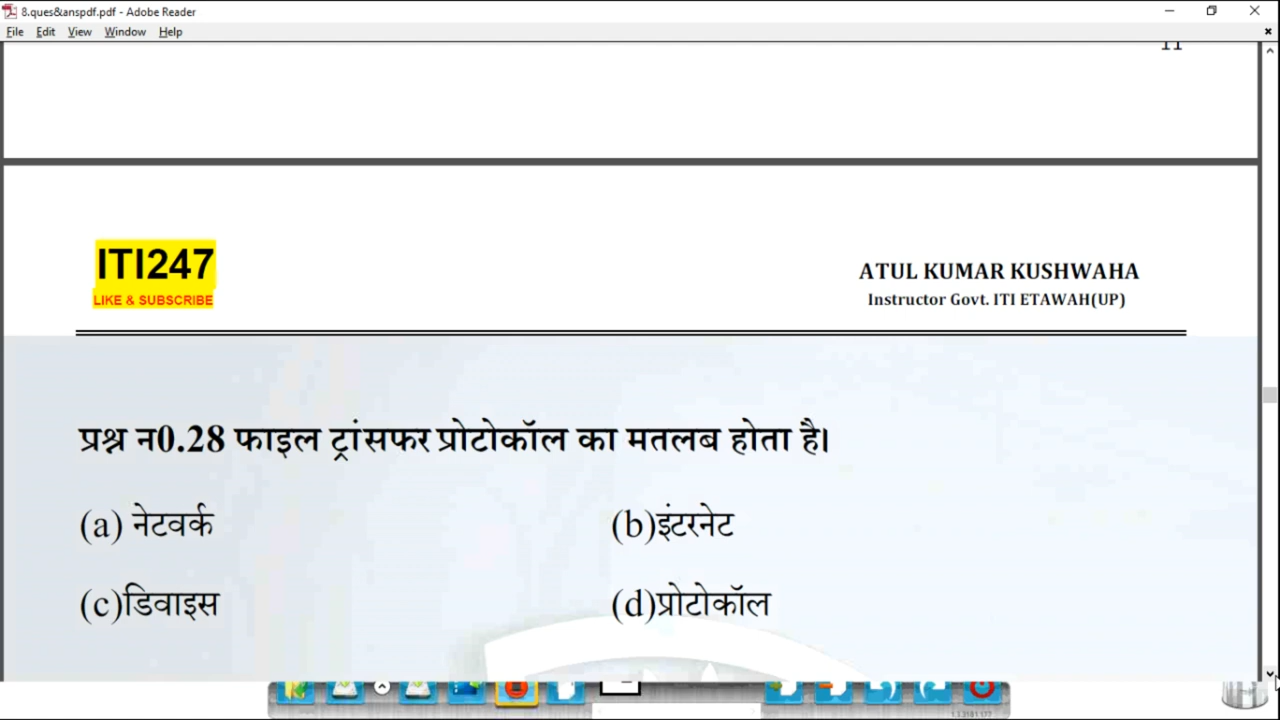 8.ques&anspdf.pdf - Adobe Reader
File Edit View Window Help
11
ITI247
LIKE & SUBSCRIBE
ATUL KUMAR KUSHWAHA
Instructor Govt. ITI ETAWAH(UP)
प्रश्न न0.28 फाइल ट्रांसफर प्रोटोकॉल का मतलब होता है।
(a) नेटवर्क (b)इंटरनेट
(c)डिवाइस (d)प्रोटोकॉल